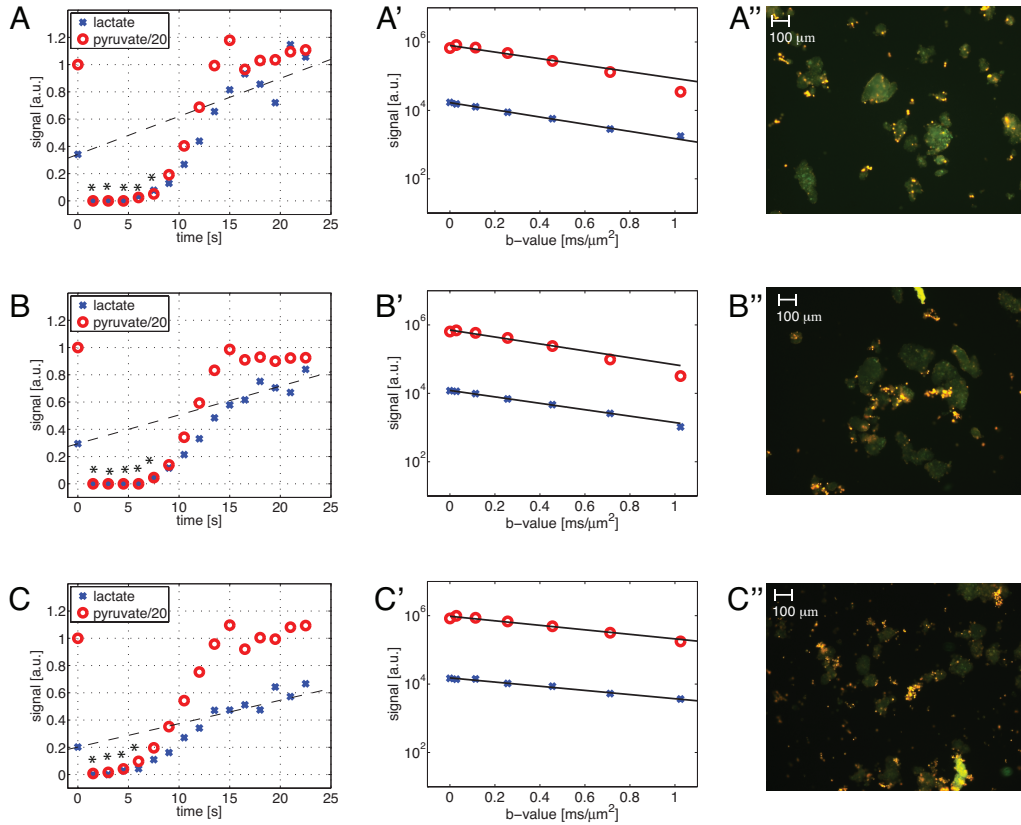 A
lactate
pyruvate/20
1.2
1
0.8
0.6
0.4
0.2
0
signal [a.u.]
* * * * *
0 5 10 15 20 25
time [s]
A'
10^6
10^4
10^2
signal [a.u.]
0 0.2 0.4 0.6 0.8 1
b-value [ms/μm^2]
A''
100 μm
B
lactate
pyruvate/20
1.2
1
0.8
0.6
0.4
0.2
0
signal [a.u.]
* * * * *
0 5 10 15 20 25
time [s]
B'
10^6
10^4
10^2
signal [a.u.]
0 0.2 0.4 0.6 0.8 1
b-value [ms/μm^2]
B''
100 μm
C
lactate
pyruvate/20
1.2
1
0.8
0.6
0.4
0.2
0
signal [a.u.]
* * * *
0 5 10 15 20 25
time [s]
C'
10^6
10^4
10^2
signal [a.u.]
0 0.2 0.4 0.6 0.8 1
b-value [ms/μm^2]
C''
100 μm